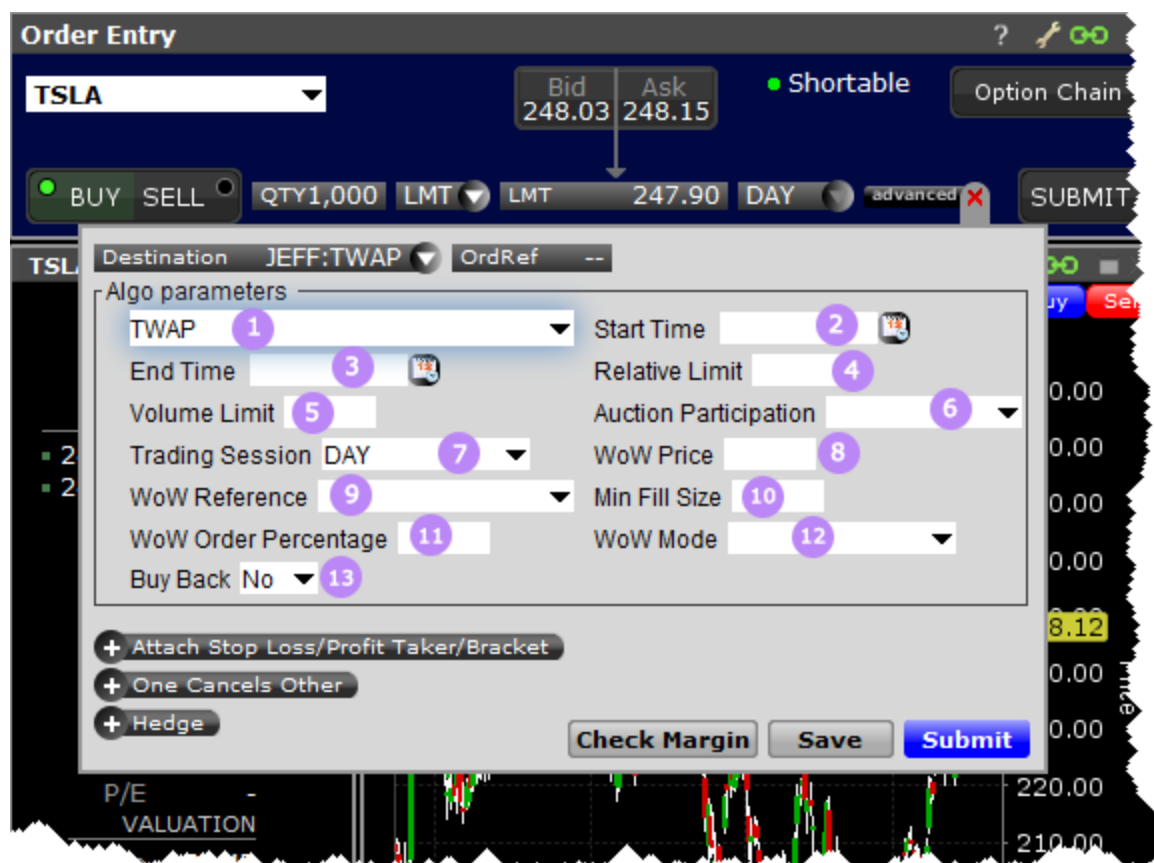 Order Entry ?
TSLA
Bid Ask
248.03 248.15
Shortable
Option Chain
BUY SELL QTY1,000 LMT LMT 247.90 DAY advanced SUBMIT
Destination JEFF:TWAP OrdRef --
TSL
Algo parameters
TWAP 1 Start Time 2
End Time 3 Relative Limit 4
Volume Limit 5 Auction Participation 6
Trading Session DAY 7 WoW Price 8
WoW Reference 9 Min Fill Size 10
WoW Order Percentage 11 WoW Mode 12
Buy Back No 13
+ Attach Stop Loss/Profit Taker/Bracket
+ One Cancels Other
+ Hedge
Check Margin Save Submit
0.00
0.00
0.00
0.00
8.12
0.00
0.00
220.00
210.00
P/E -
VALUATION